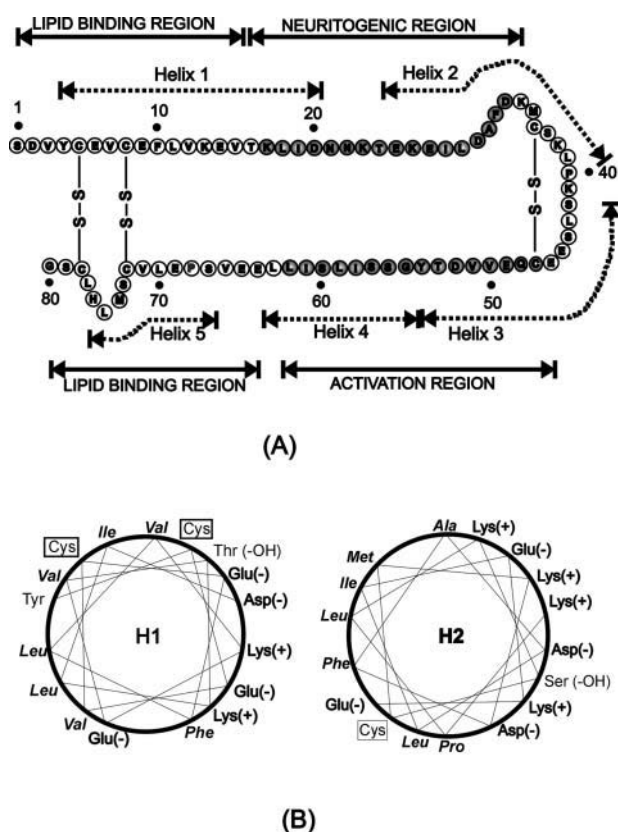 LIPID BINDING REGION NEURITOGENIC REGION
Helix 1 Helix 2
1 10 20
SDVYCEVCEFLVKEVTKLIDNNKTEKEILDAFDKMCSKLPKSLSEE
40
S-S S-S S-S
GSCLHLMSCVLEPSVEELLISLISSGYTDVVEQC
80 70 60 50
Helix 5 Helix 4 Helix 3
LIPID BINDING REGION ACTIVATION REGION
(A)
Cys Ile Val Cys
Thr (-OH)
Val Glu(-)
Tyr Asp(-)
H1
Leu Lys(+)
Leu Glu(-)
Val Lys(+)
Glu(-) Phe
Ala Lys(+)
Met Glu(-)
Ile Lys(+)
Leu Lys(+)
H2
Phe Asp(-)
Ser (-OH)
Glu(-) Lys(+)
Cys Leu Pro Asp(-)
(B)